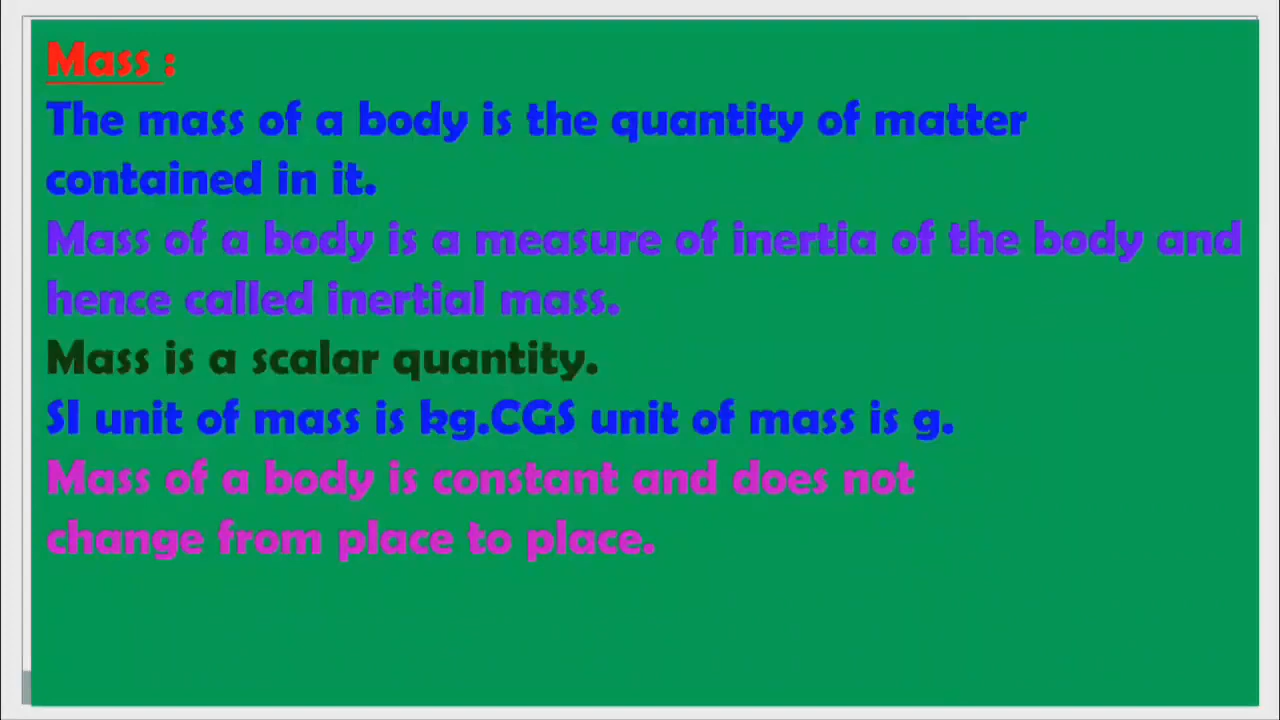 Mass :
The mass of a body is the quantity of matter
contained in it.
Mass of a body is a measure of inertia of the body and
hence called inertial mass.
Mass is a scalar quantity.
SI unit of mass is kg.CGS unit of mass is g.
Mass of a body is constant and does not
change from place to place.